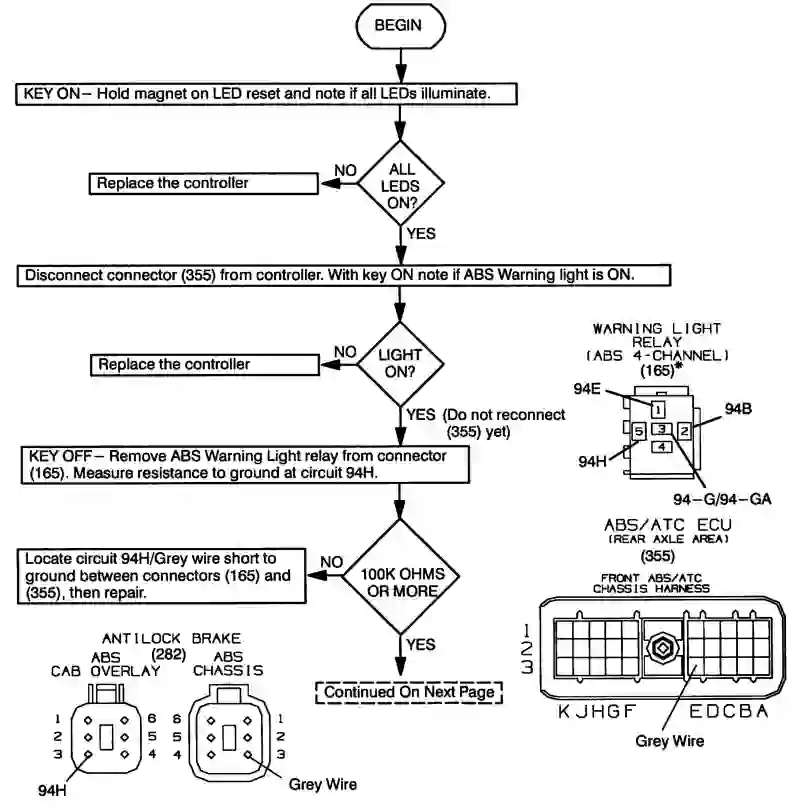 BEGIN
KEY ON – Hold magnet on LED reset and note if all LEDs illuminate.
ALL
LEDS
ON?
NO
Replace the controller
YES
Disconnect connector (355) from controller. With key ON note if ABS Warning light is ON.
LIGHT
ON?
NO
Replace the controller
YES (Do not reconnect
(355) yet)
KEY OFF – Remove ABS Warning Light relay from connector
(165). Measure resistance to ground at circuit 94H.
100K OHMS
OR MORE
NO
Locate circuit 94H/Grey wire short to
ground between connectors (165) and
(355), then repair.
YES
Continued On Next Page
WARNING LIGHT
RELAY
(ABS 4-CHANNEL)
(165)*
94E
94B
1
5 3 2
4
94H
94-G/94-GA
ABS/ATC ECU
(REAR AXLE AREA)
(355)
FRONT ABS/ATC
CHASSIS HARNESS
1
2
3
KJHGF EDCBA
Grey Wire
ANTILOCK BRAKE
(282)
ABS
CAB OVERLAY
1 6
2 5
3 4
94H
ABS
CHASSIS
6 1
5 2
4 3
Grey Wire